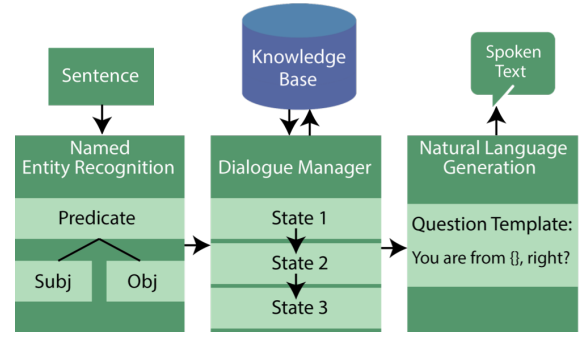 Sentence
Named
Entity Recognition
Predicate
Subj
Obj
Knowledge
Base
Dialogue Manager
State 1
State 2
State 3
Spoken
Text
Natural Language
Generation
Question Template:
You are from {}, right?